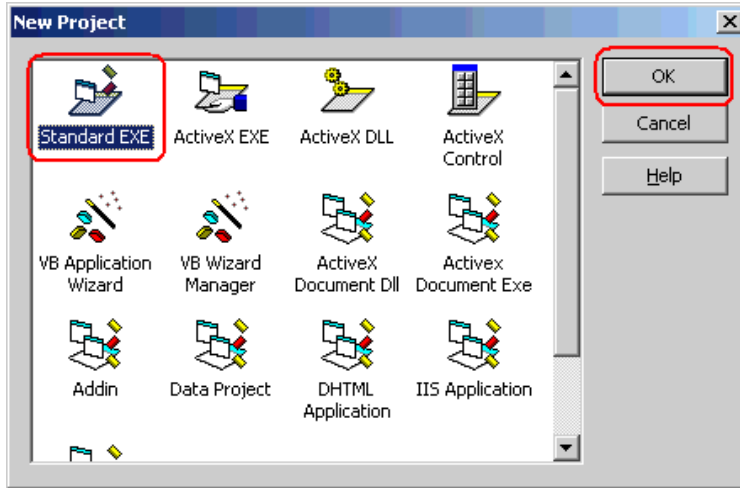 New Project
Standard EXE
ActiveX EXE
ActiveX DLL
ActiveX
Control
VB Application
Wizard
VB Wizard
Manager
ActiveX
Document Dll
Activex
Document Exe
Addin
Data Project
DHTML
Application
IIS Application
OK
Cancel
Help